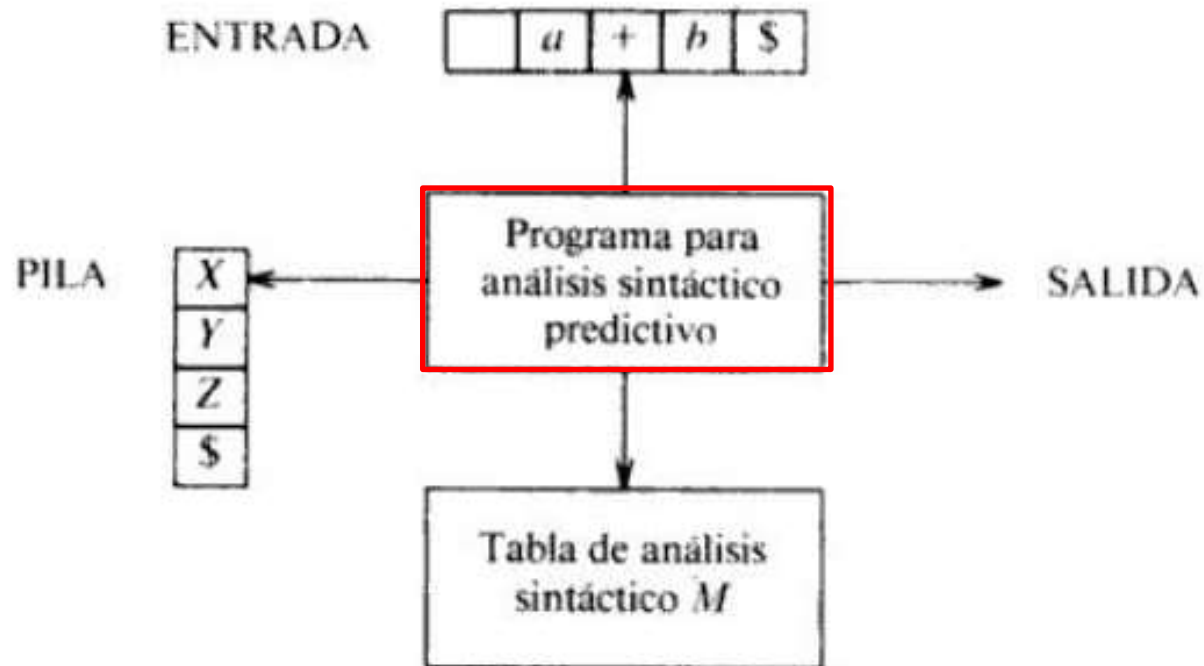 ENTRADA a + b $
Programa para
análisis sintáctico
predictivo
PILA X
Y
Z
$
SALIDA
Tabla de análisis
sintáctico M